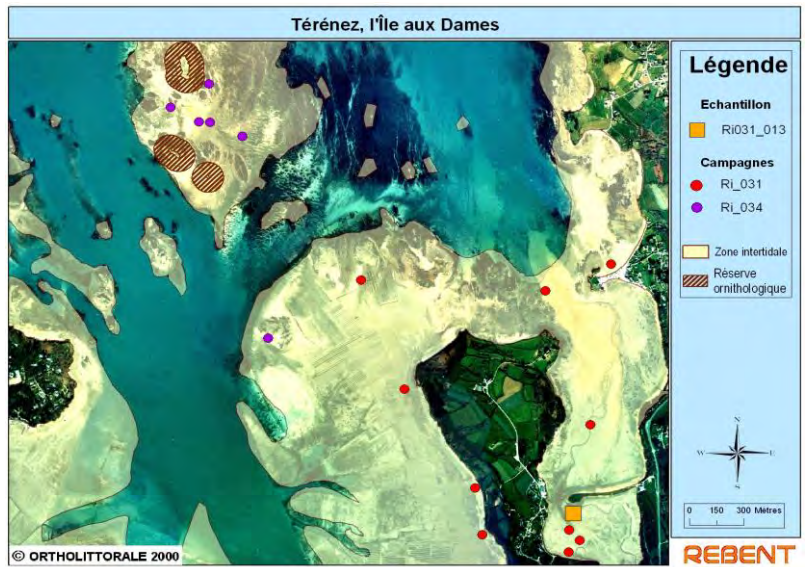 Térénez, l'Île aux Dames
Légende
Echantillon
Ri031_013
Campagnes
Ri_031
Ri_034
Zone intertidale
Réserve
ornithologique
N
W E
S
0 150 300 Mètres
© ORTHOLITTORALE 2000
REBENT